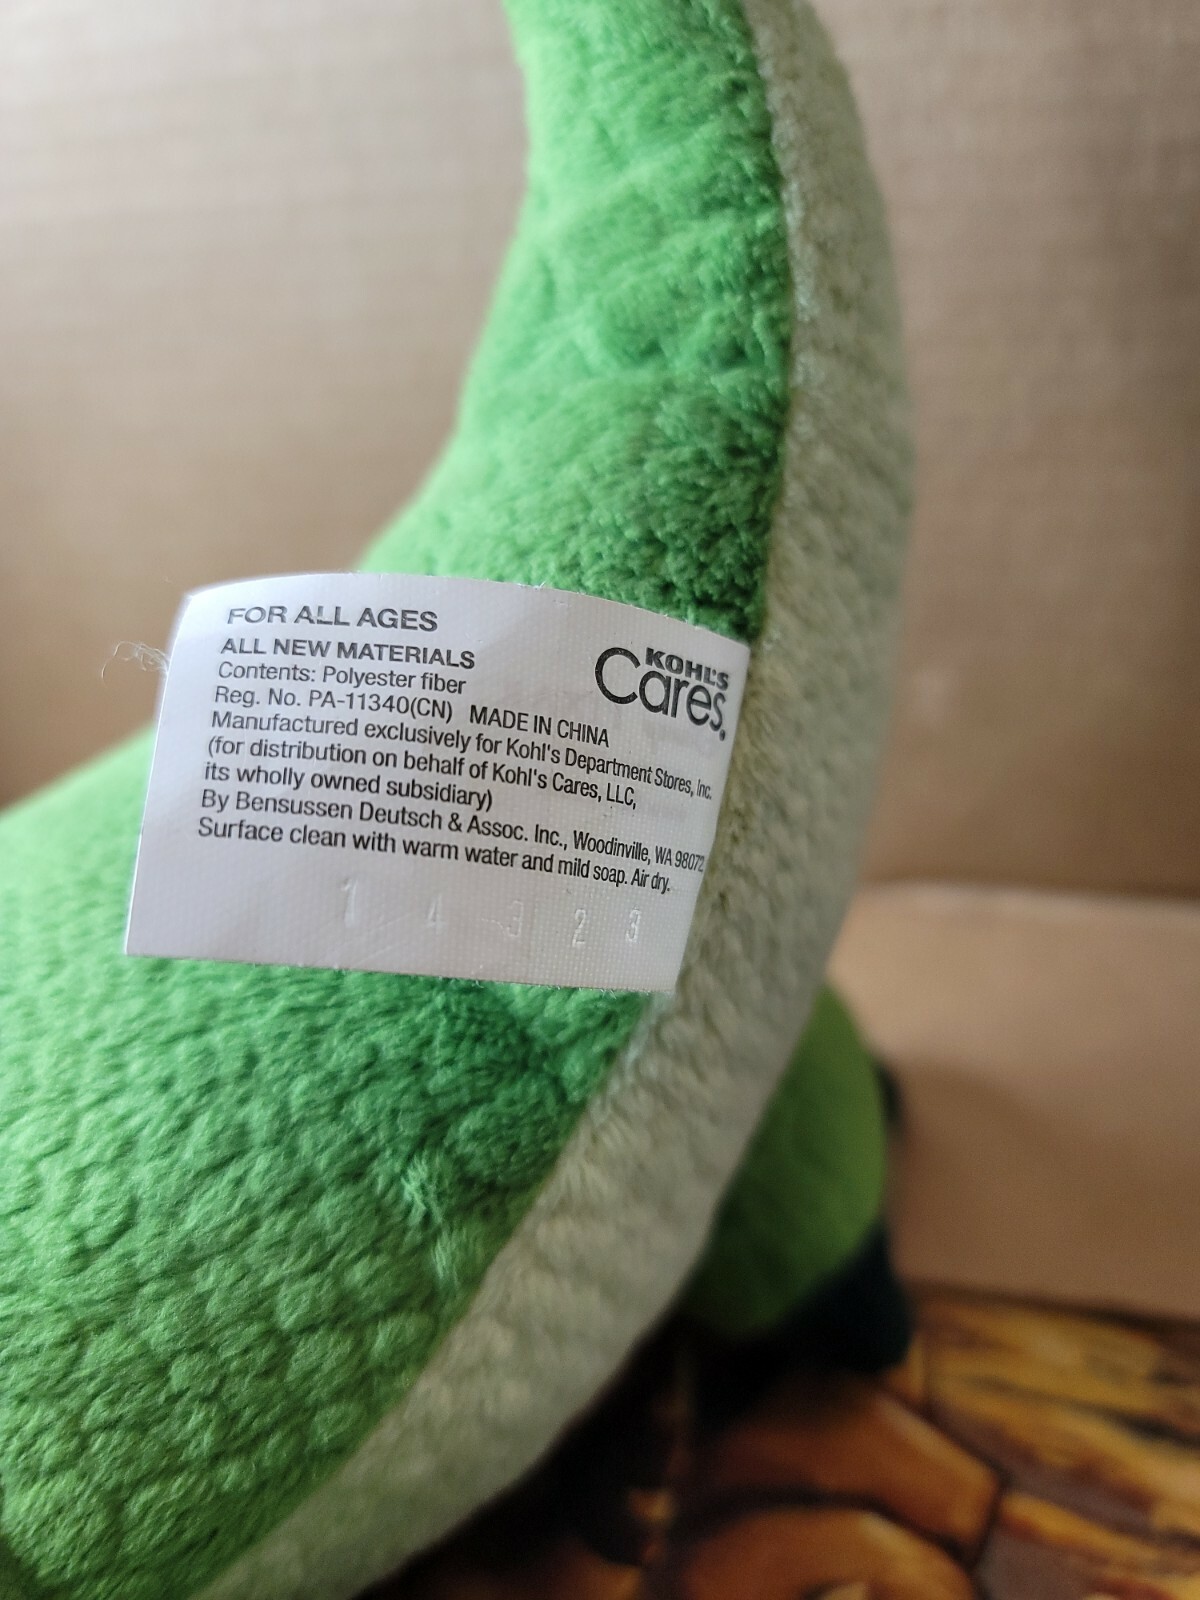 FOR ALL AGES
KOHL'S
Cares®
ALL NEW MATERIALS
Contents: Polyester fiber
Reg. No. PA-11340(CN) MADE IN CHINA
Manufactured exclusively for Kohl's Department Stores, Inc.
(for distribution on behalf of Kohl's Cares, LLC,
its wholly owned subsidiary)
By Bensussen Deutsch & Assoc. Inc., Woodinville, WA 98072
Surface clean with warm water and mild soap. Air dry.
1 4 3 2 3